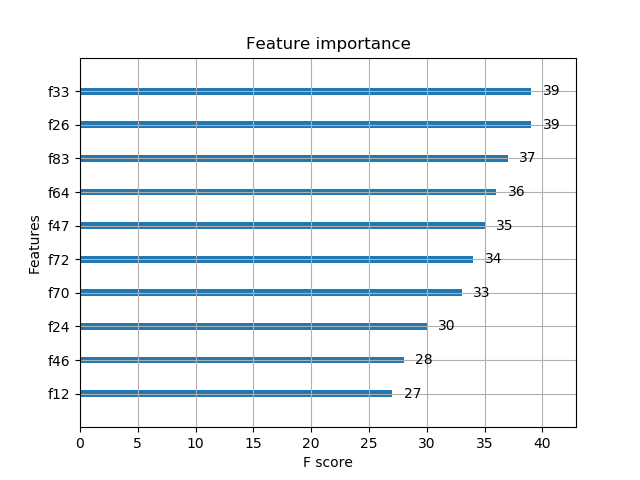 Feature importance
f33 39
f26 39
f83 37
f64 36
f47 35
f72 34
f70 33
f24 30
f46 28
f12 27
Features
0 5 10 15 20 25 30 35 40
F score